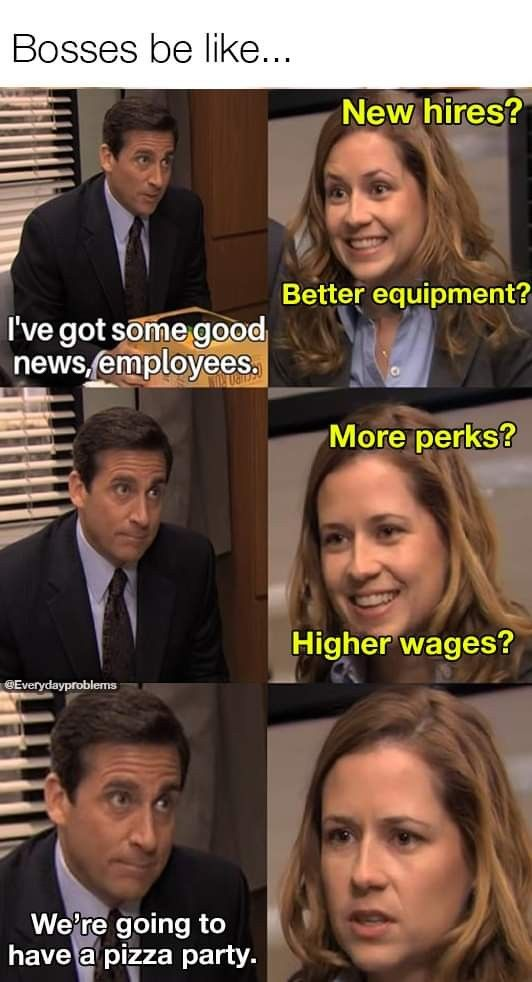 Bosses be like...
I've got some good
news, employees.
New hires?
Better equipment?
More perks?
Higher wages?
@Everydayproblems
We're going to
have a pizza party.